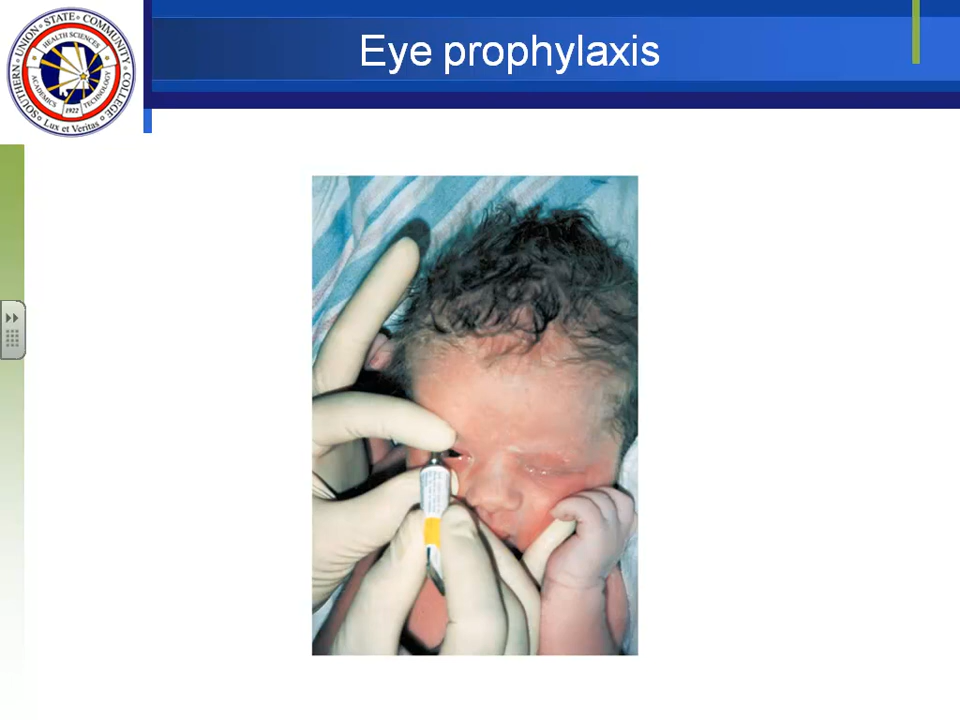 Eye prophylaxis
SOUTHERN UNION STATE COMMUNITY COLLEGE
HEALTH SCIENCES
ACADEMICS
TECHNOLOGY
1922
Lux et Veritas